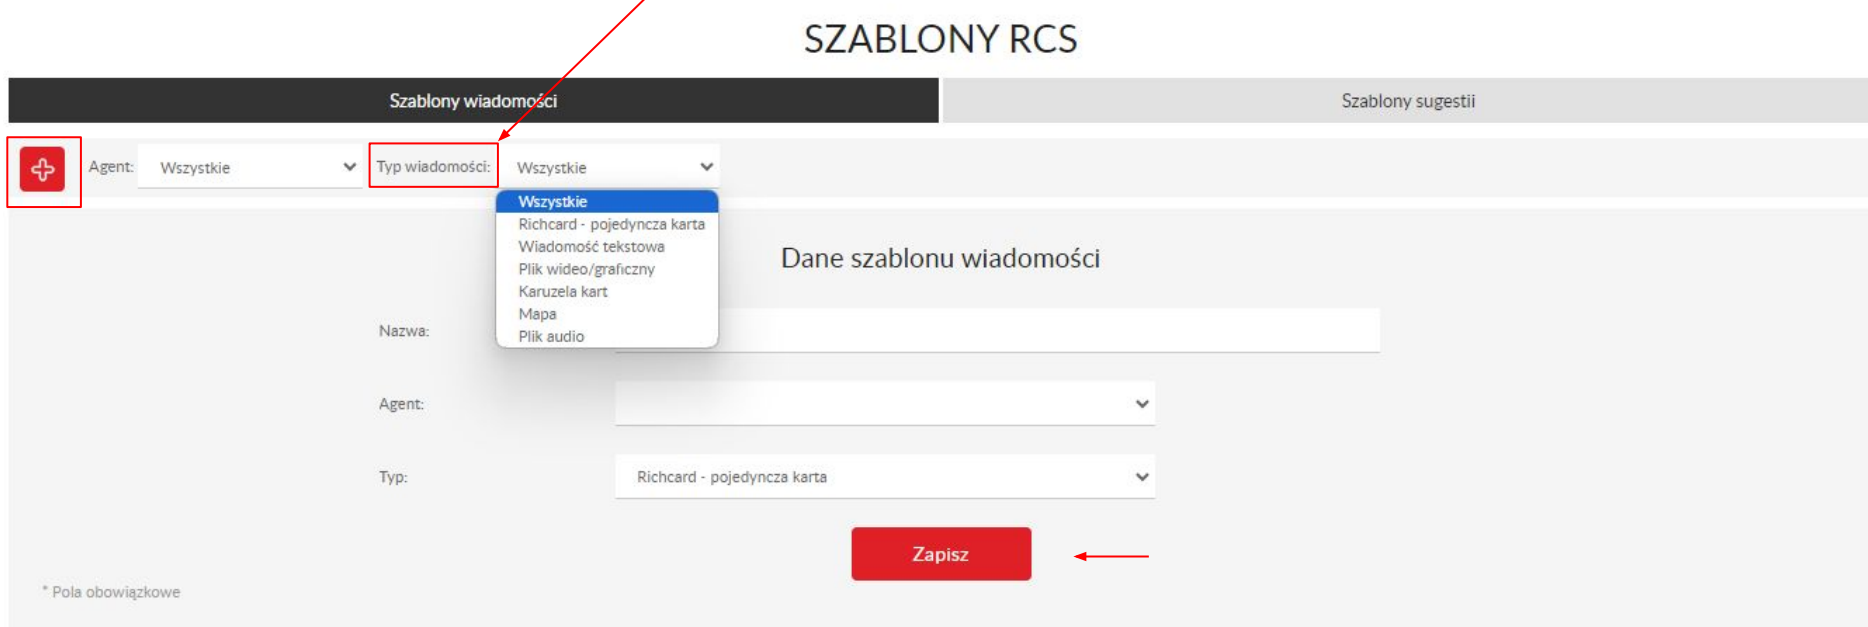 SZABLONY RCS
Szablony wiadomości
Szablony sugestii
Agent: Wszystkie Typ wiadomości: Wszystkie
Wszystkie
Richcard - pojedyncza karta
Wiadomość tekstowa
Plik wideo/graficzny
Karuzela kart
Mapa
Plik audio
Dane szablonu wiadomości
Nazwa:
Agent:
Typ: Richcard - pojedyncza karta
Zapisz
* Pola obowiązkowe